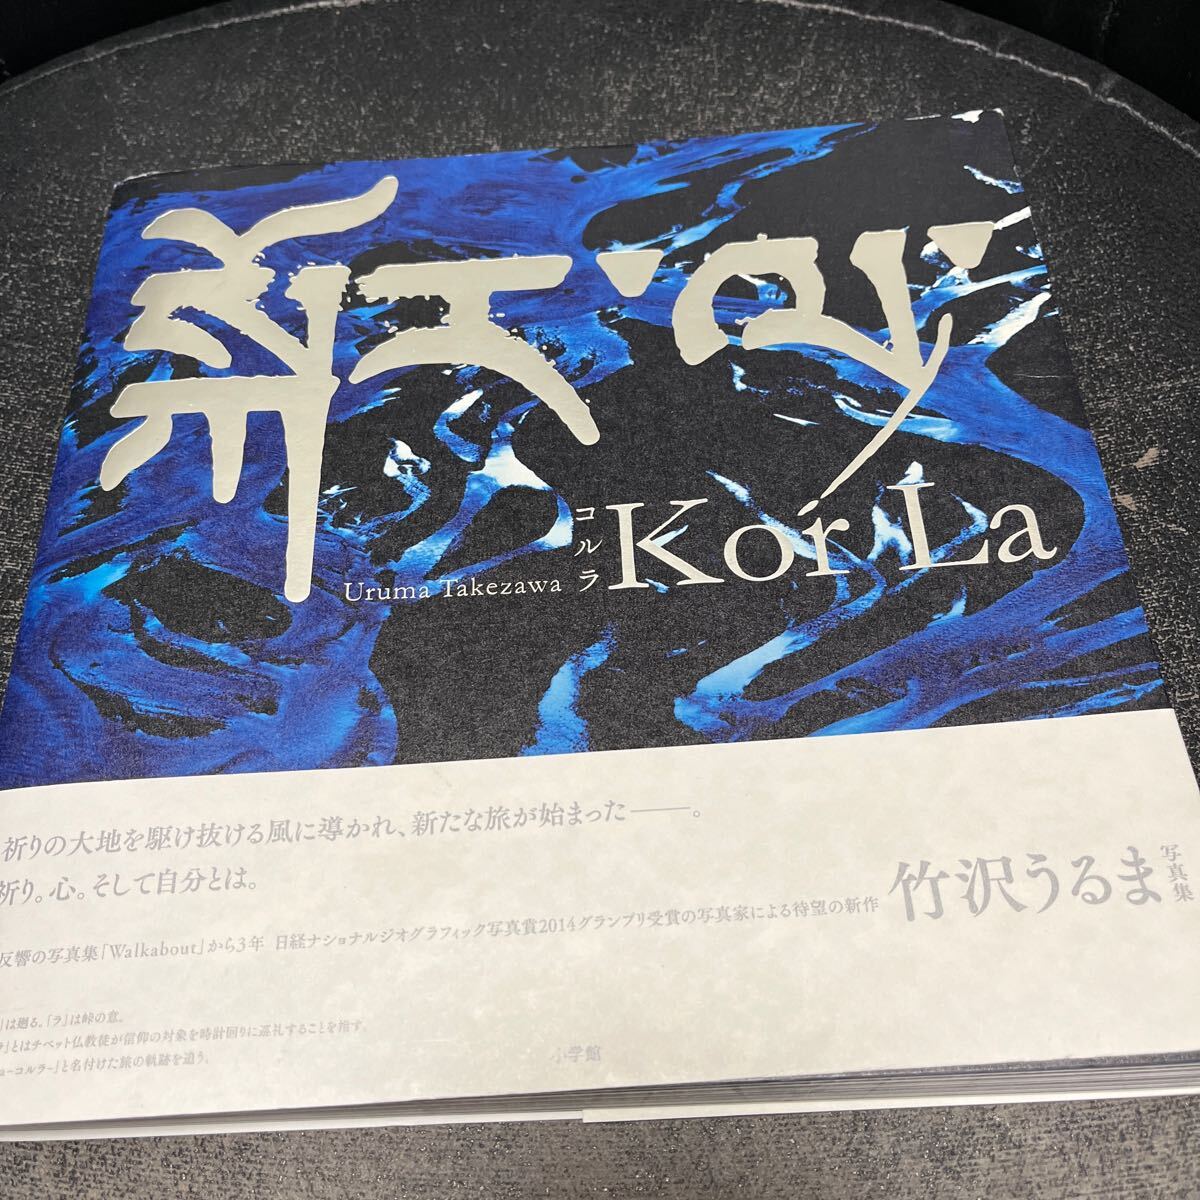 Kor La
コルラ
Uruma Takezawa
祈りの大地を駆け抜ける風に導かれ、新たな旅が始まった――。
祈り。心。そして自分とは。
反響の写真集「Walkabout」から3年 日経ナショナルジオグラフィック写真賞2014グランプリ受賞の写真家による待望の新作
竹沢うるま
写真集
」は廻る。「ラ」は峠の意。
」とはチベット仏教徒が信仰の対象を時計回りに巡礼することを指す。
ーコルラー」と名付けた旅の軌跡を追う。
小学館